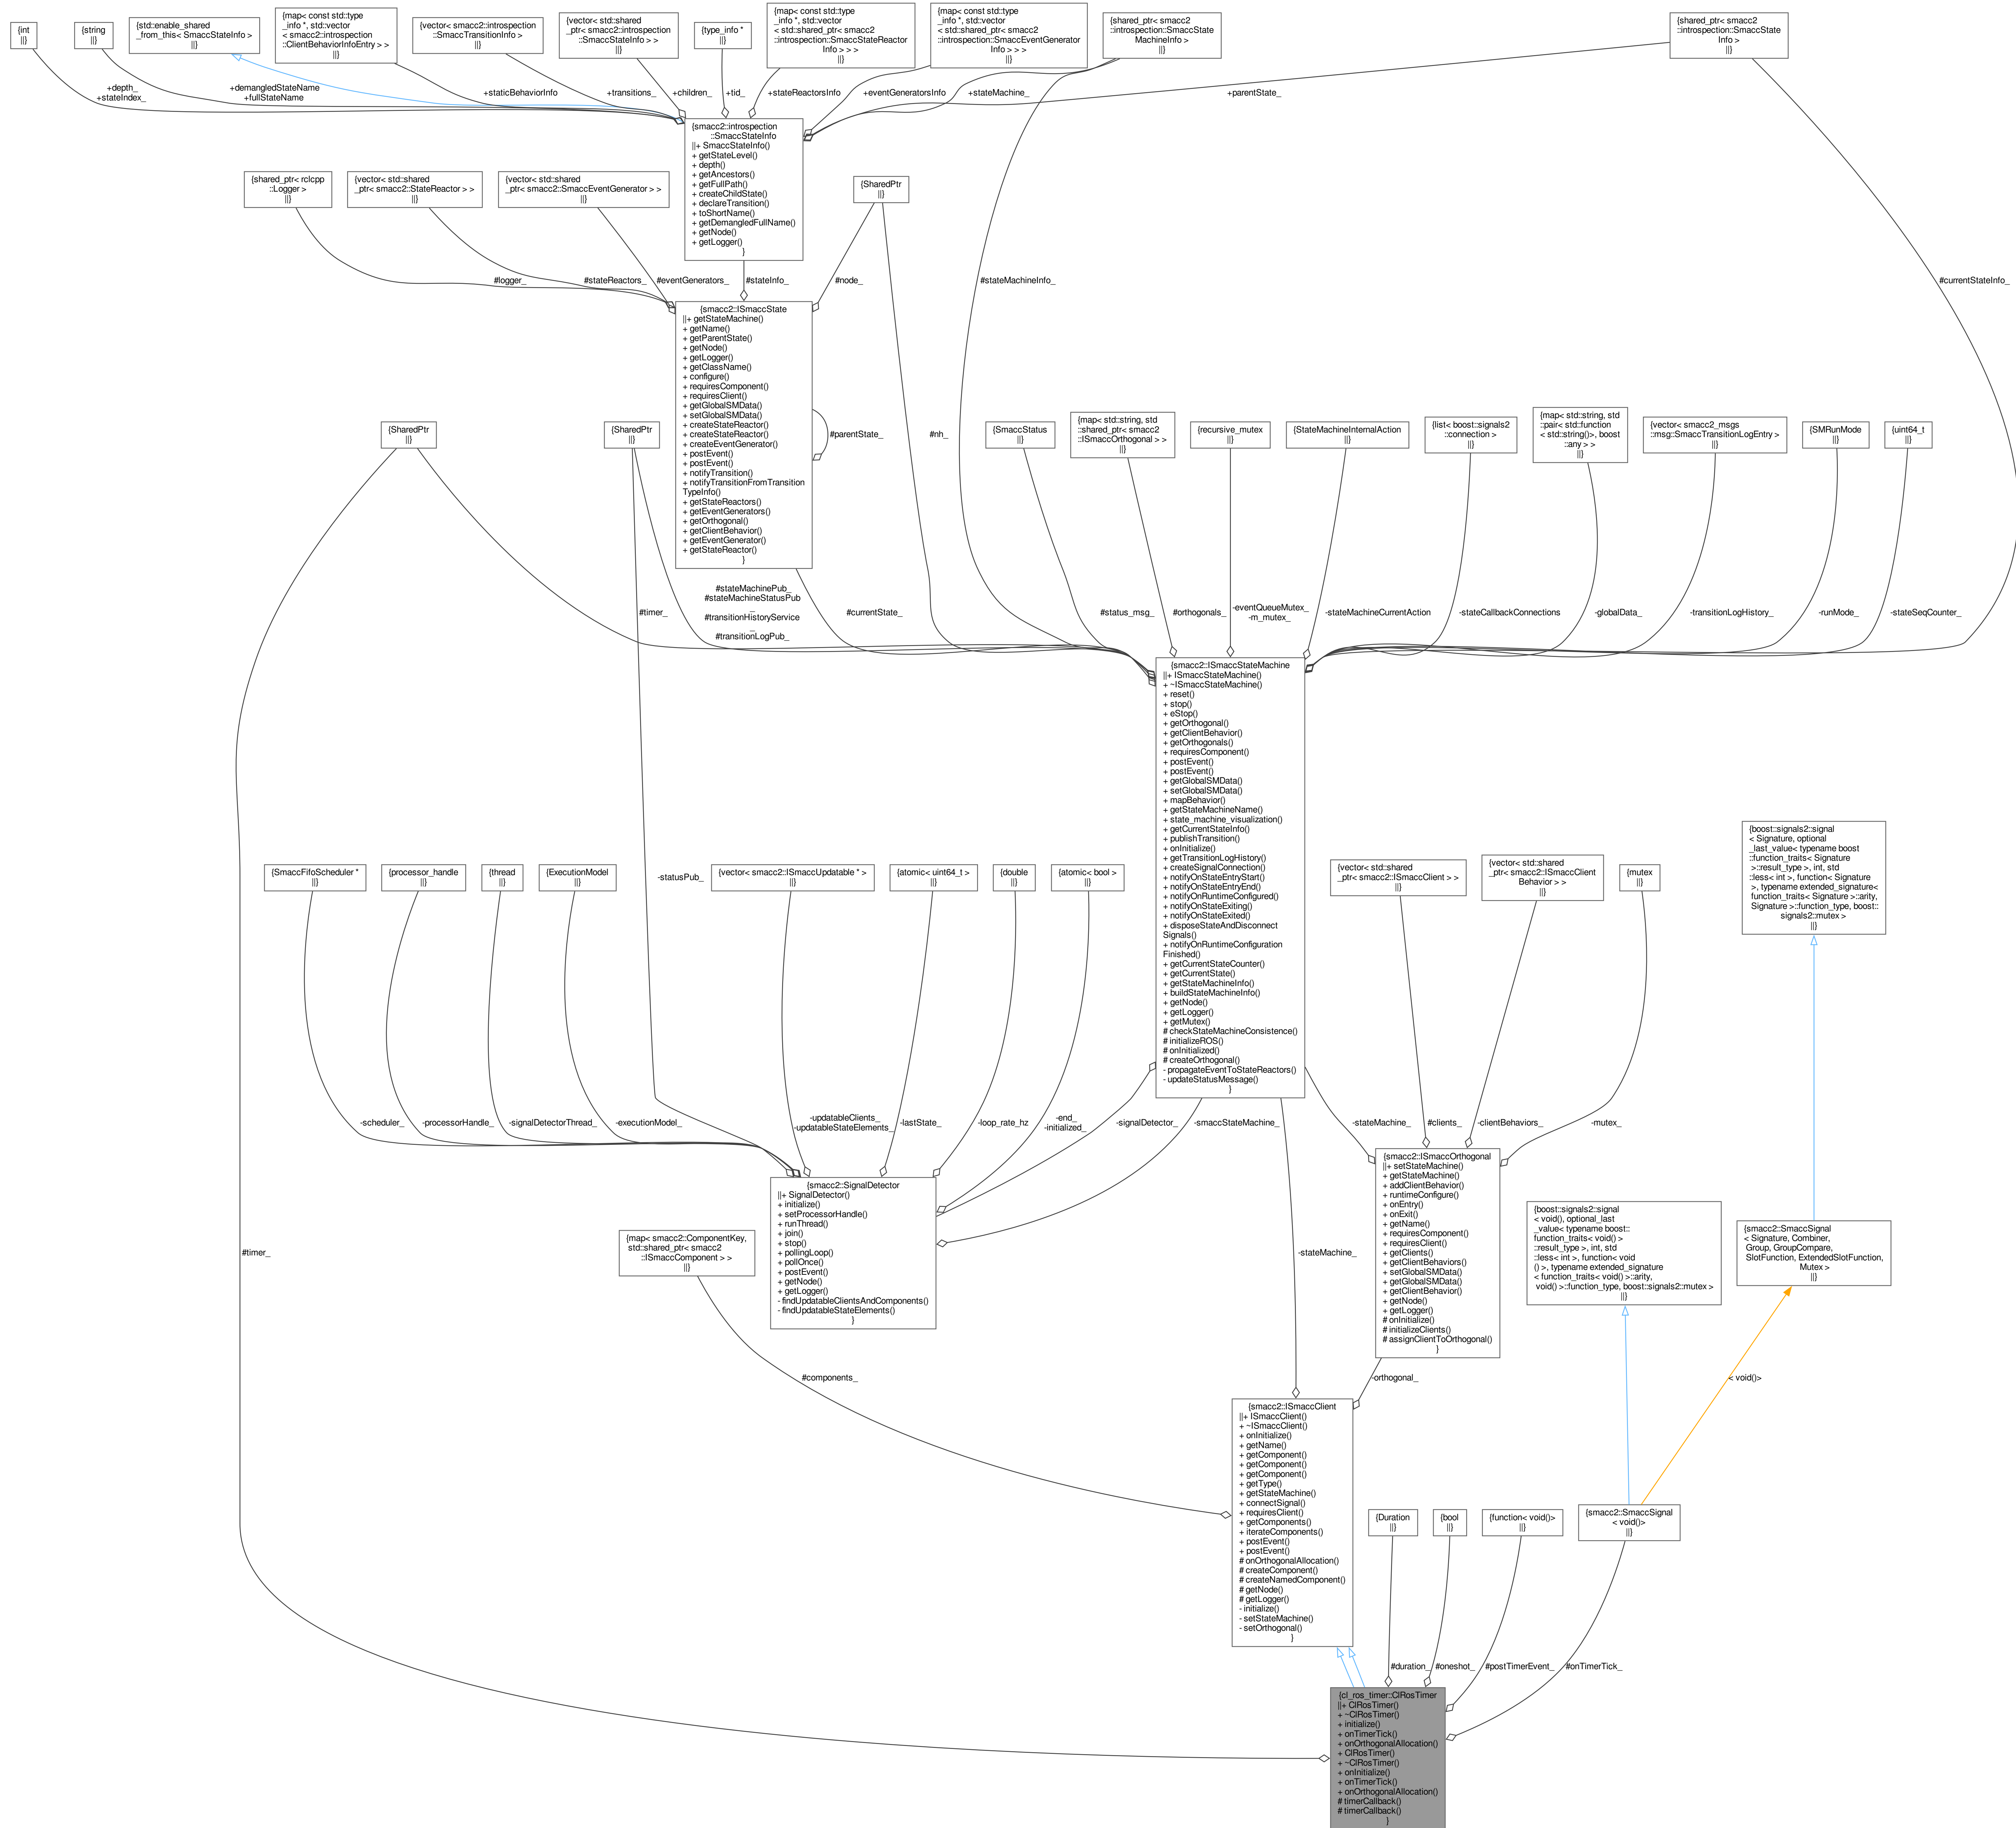 {int
||}
{string
||}
{std::enable_shared
_from_this< SmaccStateInfo >
||}
{map< const std::type
_info *, std::vector
< smacc2::introspection
::ClientBehaviorInfoEntry > >
||}
{vector< smacc2::introspection
::SmaccTransitionInfo >
||}
{vector< std::shared
_ptr< smacc2::introspection
::SmaccStateInfo > >
||}
{type_info *
||}
{map< const std::type
_info *, std::vector
< std::shared_ptr< smacc2
::introspection::SmaccStateReactor
Info > > >
||}
{map< const std::type
_info *, std::vector
< std::shared_ptr< smacc2
::introspection::SmaccEventGenerator
Info > > >
||}
{shared_ptr< smacc2
::introspection::SmaccState
MachineInfo >
||}
{shared_ptr< smacc2
::introspection::SmaccState
Info >
||}
+depth_
+stateIndex_
+demangledStateName
+fullStateName
+staticBehaviorInfo
+transitions_
+children_
+tid_
+stateReactorsInfo
+eventGeneratorsInfo
+stateMachine_
+parentState_
{smacc2::introspection
::SmaccStateInfo
||+ SmaccStateInfo()
+ getStateLevel()
+ depth()
+ getAncestors()
+ getFullPath()
+ createChildState()
+ declareTransition()
+ toShortName()
+ getDemangledFullName()
+ getNode()
+ getLogger()
}
{shared_ptr< rclcpp
::Logger >
||}
{vector< std::shared
_ptr< smacc2::StateReactor > >
||}
{vector< std::shared
_ptr< smacc2::SmaccEventGenerator > >
||}
{SharedPtr
||}
#logger_
#stateReactors_
#eventGenerators_
#stateInfo_
#node_
#stateMachineInfo_
#currentStateInfo_
{smacc2::ISmaccState
||+ getStateMachine()
+ getName()
+ getParentState()
+ getNode()
+ getLogger()
+ getClassName()
+ configure()
+ requiresComponent()
+ requiresClient()
+ getGlobalSMData()
+ setGlobalSMData()
+ createStateReactor()
+ createStateReactor()
+ createEventGenerator()
+ postEvent()
+ postEvent()
+ notifyTransition()
+ notifyTransitionFromTransition
TypeInfo()
+ getStateReactors()
+ getEventGenerators()
+ getOrthogonal()
+ getClientBehavior()
+ getEventGenerator()
+ getStateReactor()
}
#parentState_
{SharedPtr
||}
{SharedPtr
||}
#nh_
{SmaccStatus
||}
{map< std::string, std
::shared_ptr< smacc2
::ISmaccOrthogonal > >
||}
{recursive_mutex
||}
{StateMachineInternalAction
||}
{list< boost::signals2
::connection >
||}
{map< std::string, std
::pair< std::function
< std::string()>, boost
::any > >
||}
{vector< smacc2_msgs
::msg::SmaccTransitionLogEntry >
||}
{SMRunMode
||}
{uint64_t
||}
#timer_
#stateMachinePub_
#stateMachineStatusPub
_
#transitionHistoryService
_
#transitionLogPub_
#currentState_
#status_msg_
#orthogonals_
-eventQueueMutex_
-m_mutex_
-stateMachineCurrentAction
-stateCallbackConnections
-globalData_
-transitionLogHistory_
-runMode_
-stateSeqCounter_
{smacc2::ISmaccStateMachine
||+ ISmaccStateMachine()
+ ~ISmaccStateMachine()
+ reset()
+ stop()
+ eStop()
+ getOrthogonal()
+ getClientBehavior()
+ getOrthogonals()
+ requiresComponent()
+ postEvent()
+ postEvent()
+ getGlobalSMData()
+ setGlobalSMData()
+ mapBehavior()
+ getStateMachineName()
+ state_machine_visualization()
+ getCurrentStateInfo()
+ publishTransition()
+ onInitialize()
+ getTransitionLogHistory()
+ createSignalConnection()
+ notifyOnStateEntryStart()
+ notifyOnStateEntryEnd()
+ notifyOnRuntimeConfigured()
+ notifyOnStateExiting()
+ notifyOnStateExited()
+ disposeStateAndDisconnect
Signals()
+ notifyOnRuntimeConfiguration
Finished()
+ getCurrentStateCounter()
+ getCurrentState()
+ getStateMachineInfo()
+ buildStateMachineInfo()
+ getNode()
+ getLogger()
+ getMutex()
# checkStateMachineConsistence()
# initializeROS()
# onInitialized()
# createOrthogonal()
- propagateEventToStateReactors()
- updateStatusMessage()
}
{SmaccFifoScheduler *
||}
{processor_handle
||}
{thread
||}
{ExecutionModel
||}
-statusPub_
{vector< smacc2::ISmaccUpdatable * >
||}
{atomic< uint64_t >
||}
{double
||}
{atomic< bool >
||}
{vector< std::shared
_ptr< smacc2::ISmaccClient > >
||}
{vector< std::shared
_ptr< smacc2::ISmaccClient
Behavior > >
||}
{mutex
||}
{boost::signals2::signal
< Signature, optional
_last_value< typename boost
::function_traits< Signature
>::result_type >, int, std
::less< int >, function< Signature
>, typename extended_signature<
function_traits< Signature >::arity,
Signature >::function_type, boost::
signals2::mutex >
||}
-scheduler_
-processorHandle_
-signalDetectorThread_
-executionModel_
-updatableClients_
-updatableStateElements_
-lastState_
-loop_rate_hz
-end_
-initialized_
-signalDetector_
-smaccStateMachine_
-stateMachine_
#clients_
-clientBehaviors_
-mutex_
{smacc2::SignalDetector
||+ SignalDetector()
+ initialize()
+ setProcessorHandle()
+ runThread()
+ join()
+ stop()
+ pollingLoop()
+ pollOnce()
+ postEvent()
+ getNode()
+ getLogger()
- findUpdatableClientsAndComponents()
- findUpdatableStateElements()
}
{smacc2::ISmaccOrthogonal
||+ setStateMachine()
+ getStateMachine()
+ addClientBehavior()
+ runtimeConfigure()
+ onEntry()
+ onExit()
+ getName()
+ requiresComponent()
+ requiresClient()
+ getClients()
+ getClientBehaviors()
+ setGlobalSMData()
+ getGlobalSMData()
+ getClientBehavior()
+ getNode()
+ getLogger()
# onInitialize()
# initializeClients()
# assignClientToOrthogonal()
}
{boost::signals2::signal
< void(), optional_last
_value< typename boost::
function_traits< void() >
::result_type >, int, std
::less< int >, function< void
() >, typename extended_signature
< function_traits< void() >::arity,
void() >::function_type, boost::signals2::mutex >
||}
{smacc2::SmaccSignal
< Signature, Combiner,
Group, GroupCompare,
SlotFunction, ExtendedSlotFunction,
Mutex >
||}
{map< smacc2::ComponentKey,
std::shared_ptr< smacc2
::ISmaccComponent > >
||}
#timer_
-stateMachine_
#components_
-orthogonal_
< void()>
{smacc2::ISmaccClient
||+ ISmaccClient()
+ ~ISmaccClient()
+ onInitialize()
+ getName()
+ getComponent()
+ getComponent()
+ getComponent()
+ getType()
+ getStateMachine()
+ connectSignal()
+ requiresClient()
+ getComponents()
+ iterateComponents()
+ postEvent()
+ postEvent()
# onOrthogonalAllocation()
# createComponent()
# createNamedComponent()
# getNode()
# getLogger()
- initialize()
- setStateMachine()
- setOrthogonal()
}
{Duration
||}
{bool
||}
{function< void()>
||}
{smacc2::SmaccSignal
< void()>
||}
#duration_
#oneshot_
#postTimerEvent_
#onTimerTick_
{cl_ros_timer::ClRosTimer
||+ ClRosTimer()
+ ~ClRosTimer()
+ initialize()
+ onTimerTick()
+ onOrthogonalAllocation()
+ ClRosTimer()
+ ~ClRosTimer()
+ onInitialize()
+ onTimerTick()
+ onOrthogonalAllocation()
# timerCallback()
# timerCallback()
}